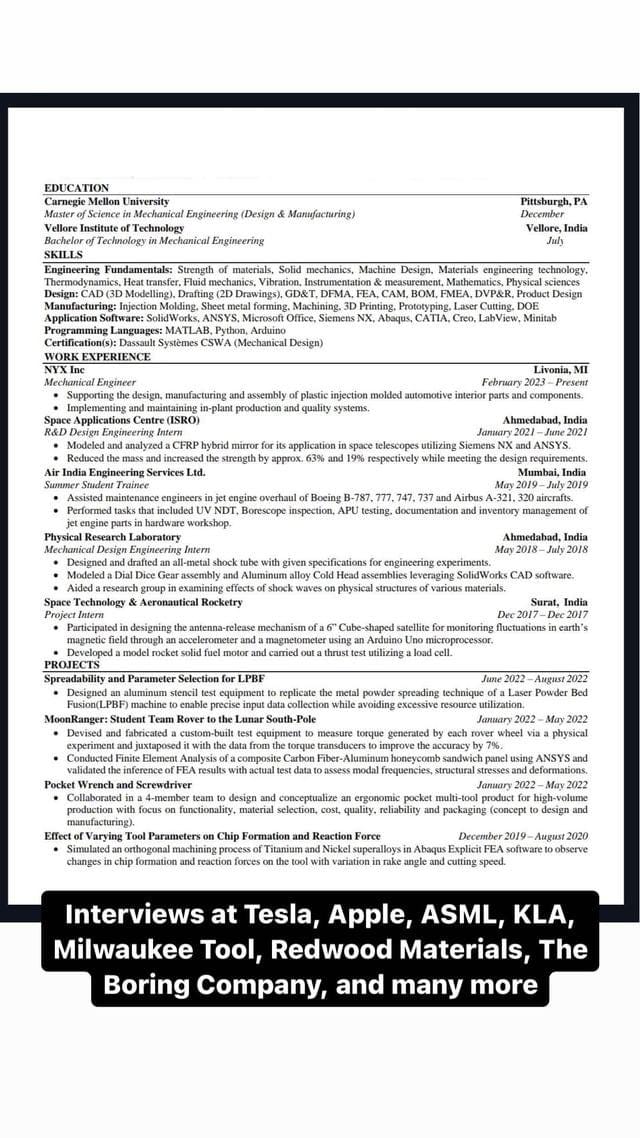 EDUCATION
Carnegie Mellon University Pittsburgh, PA
Master of Science in Mechanical Engineering (Design & Manufacturing) December
Vellore Institute of Technology Vellore, India
Bachelor of Technology in Mechanical Engineering July
SKILLS
Engineering Fundamentals: Strength of materials, Solid mechanics, Machine Design, Materials engineering technology,
Thermodynamics, Heat transfer, Fluid mechanics, Vibration, Instrumentation & measurement, Mathematics, Physical sciences
Design: CAD (3D Modelling), Drafting (2D Drawings), GD&T, DFMA, FEA, CAM, BOM, FMEA, DVP&R, Product Design
Manufacturing: Injection Molding, Sheet metal forming, Machining, 3D Printing, Prototyping, Laser Cutting, DOE
Application Software: SolidWorks, ANSYS, Microsoft Office, Siemens NX, Abaqus, CATIA, Creo, LabView, Minitab
Programming Languages: MATLAB, Python, Arduino
Certification(s): Dassault Systèmes CSWA (Mechanical Design)
WORK EXPERIENCE
NYX Inc Livonia, MI
Mechanical Engineer February 2023 – Present
• Supporting the design, manufacturing and assembly of plastic injection molded automotive interior parts and components.
• Implementing and maintaining in-plant production and quality systems.
Space Applications Centre (ISRO) Ahmedabad, India
R&D Design Engineering Intern January 2021 – June 2021
• Modeled and analyzed a CFRP hybrid mirror for its application in space telescopes utilizing Siemens NX and ANSYS.
• Reduced the mass and increased the strength by approx. 63% and 19% respectively while meeting the design requirements.
Air India Engineering Services Ltd. Mumbai, India
Summer Student Trainee May 2019 – July 2019
• Assisted maintenance engineers in jet engine overhaul of Boeing B-787, 777, 747, 737 and Airbus A-321, 320 aircrafts.
• Performed tasks that included UV NDT, Borescope inspection, APU testing, documentation and inventory management of
jet engine parts in hardware workshop.
Physical Research Laboratory Ahmedabad, India
Mechanical Design Engineering Intern May 2018 – July 2018
• Designed and drafted an all-metal shock tube with given specifications for engineering experiments.
• Modeled a Dial Dice Gear assembly and Aluminum alloy Cold Head assemblies leveraging SolidWorks CAD software.
• Aided a research group in examining effects of shock waves on physical structures of various materials.
Space Technology & Aeronautical Rocketry Surat, India
Project Intern Dec 2017 – Dec 2017
• Participated in designing the antenna-release mechanism of a 6” Cube-shaped satellite for monitoring fluctuations in earth’s
magnetic field through an accelerometer and a magnetometer using an Arduino Uno microprocessor.
• Developed a model rocket solid fuel motor and carried out a thrust test utilizing a load cell.
PROJECTS
Spreadability and Parameter Selection for LPBF June 2022 – August 2022
• Designed an aluminum stencil test equipment to replicate the metal powder spreading technique of a Laser Powder Bed
Fusion(LPBF) machine to enable precise input data collection while avoiding excessive resource utilization.
MoonRanger: Student Team Rover to the Lunar South-Pole January 2022 – May 2022
• Devised and fabricated a custom-built test equipment to measure torque generated by each rover wheel via a physical
experiment and juxtaposed it with the data from the torque transducers to improve the accuracy by 7%.
• Conducted Finite Element Analysis of a composite Carbon Fiber-Aluminum honeycomb sandwich panel using ANSYS and
validated the inference of FEA results with actual test data to assess modal frequencies, structural stresses and deformations.
Pocket Wrench and Screwdriver January 2022 – May 2022
• Collaborated in a 4-member team to design and conceptualize an ergonomic pocket multi-tool product for high-volume
production with focus on functionality, material selection, cost, quality, reliability and packaging (concept to design and
manufacturing).
Effect of Varying Tool Parameters on Chip Formation and Reaction Force December 2019 – August 2020
• Simulated an orthogonal machining process of Titanium and Nickel superalloys in Abaqus Explicit FEA software to observe
changes in chip formation and reaction forces on the tool with variation in rake angle and cutting speed.
Interviews at Tesla, Apple, ASML, KLA,
Milwaukee Tool, Redwood Materials, The
Boring Company, and many more